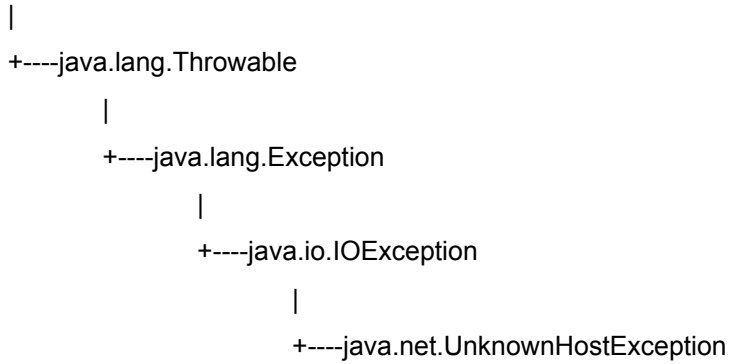 |
+----java.lang.Throwable
|
+----java.lang.Exception
|
+----java.io.IOException
|
+----java.net.UnknownHostException